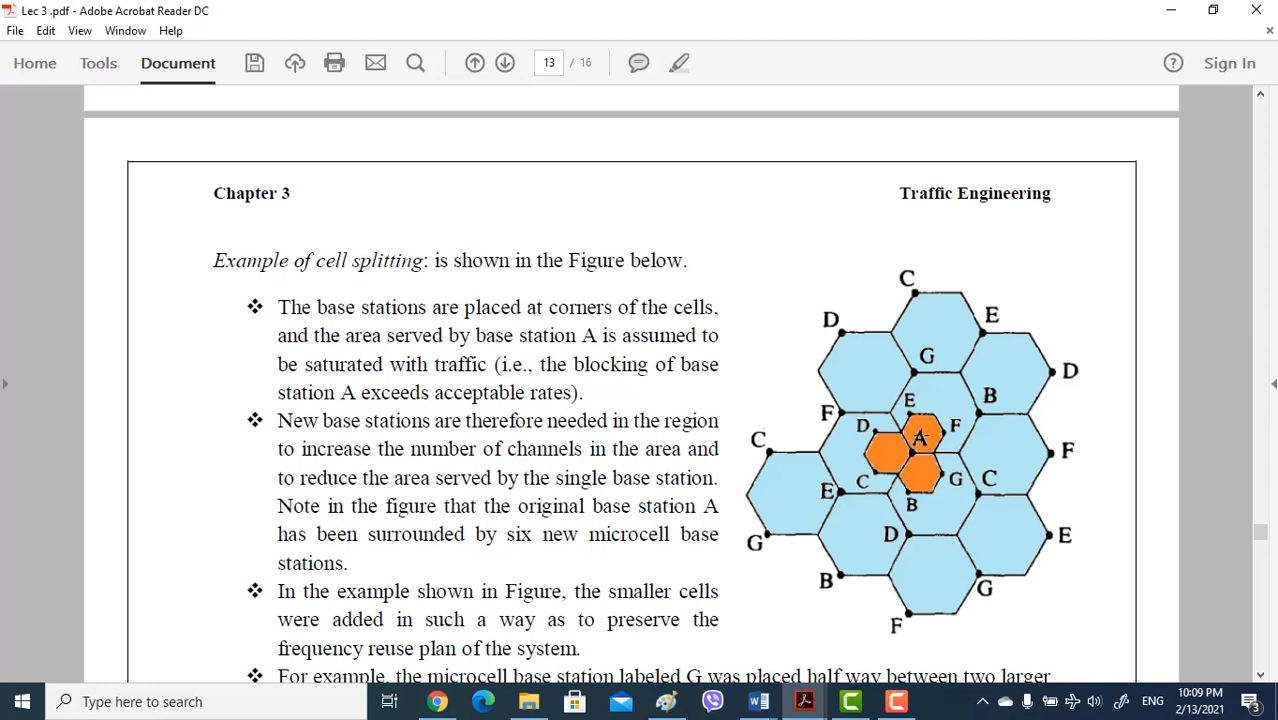 Lec 3 .pdf - Adobe Acrobat Reader DC
File Edit View Window Help
Home Tools Document 13 / 16 Sign In
Chapter 3 Traffic Engineering
Example of cell splitting: is shown in the Figure below.
❖ The base stations are placed at corners of the cells,
and the area served by base station A is assumed to
be saturated with traffic (i.e., the blocking of base
station A exceeds acceptable rates).
❖ New base stations are therefore needed in the region
to increase the number of channels in the area and
to reduce the area served by the single base station.
Note in the figure that the original base station A
has been surrounded by six new microcell base
stations.
❖ In the example shown in Figure, the smaller cells
were added in such a way as to preserve the
frequency reuse plan of the system.
❖ For example, the microcell base station labeled G was placed half way between two larger
C
D E
G
D
E B
F D A F
C F
C G C
E B
D E
G
B G
F
Type here to search
ENG
10:09 PM
2/13/2021
3